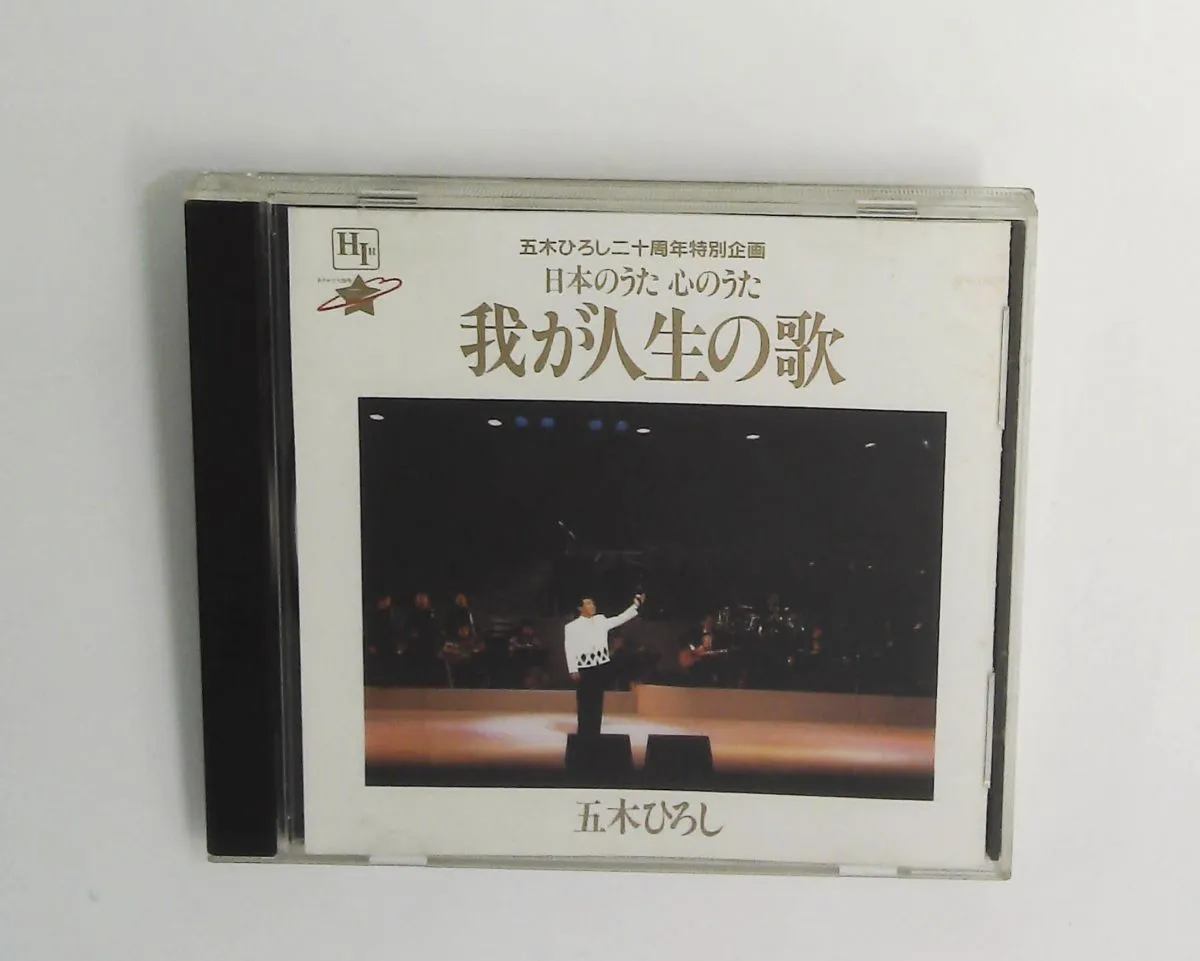 HI
五木ひろし二十周年特別企画
日本のうた 心のうた
我が人生の歌
五木ひろし